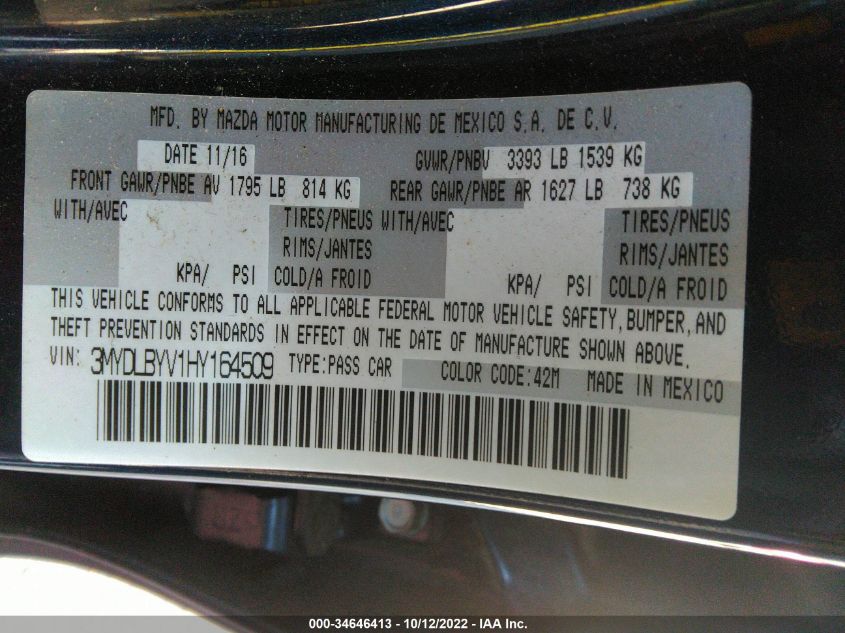 MFD. BY MAZDA MOTOR MANUFACTURING DE MEXICO S.A. DE C.V.
DATE 11/16 GVWR/PNBV 3393 LB 1539 KG
FRONT GAWR/PNBE AV 1795 LB 814 KG REAR GAWR/PNBE AR 1627 LB 738 KG
WITH/AVEC TIRES/PNEUS WITH/AVEC TIRES/PNEUS
RIMS/JANTES RIMS/JANTES
KPA/ PSI COLD/A FROID KPA/ PSI COLD/A FROID
THIS VEHICLE CONFORMS TO ALL APPLICABLE FEDERAL MOTOR VEHICLE SAFETY, BUMPER, AND
THEFT PREVENTION STANDARDS IN EFFECT ON THE DATE OF MANUFACTURE SHOWN ABOVE.
VIN: 3MYDLBYV1HY164509 TYPE:PASS CAR COLOR CODE:42M MADE IN MEXICO
000-34646413 - 10/12/2022 - IAA Inc.